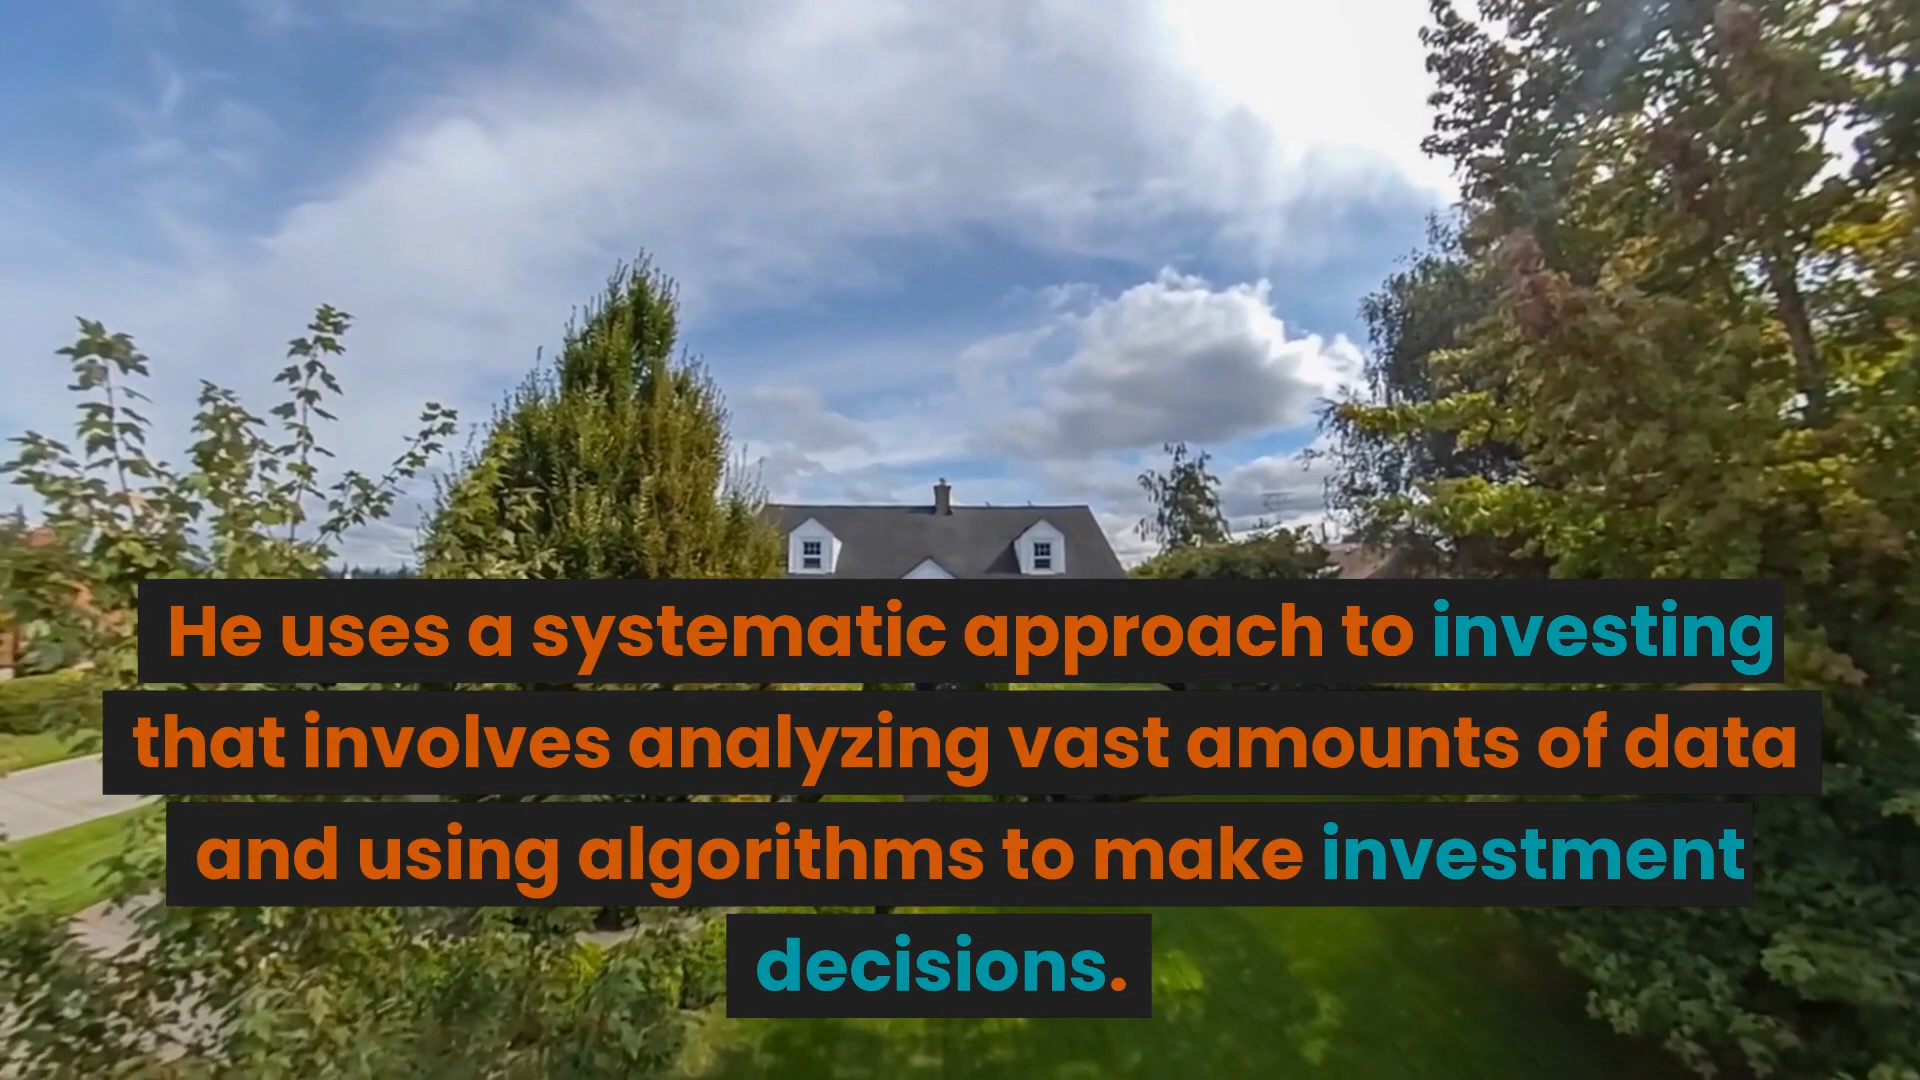 He uses a systematic approach to investing
that involves analyzing vast amounts of data
and using algorithms to make investment
decisions.